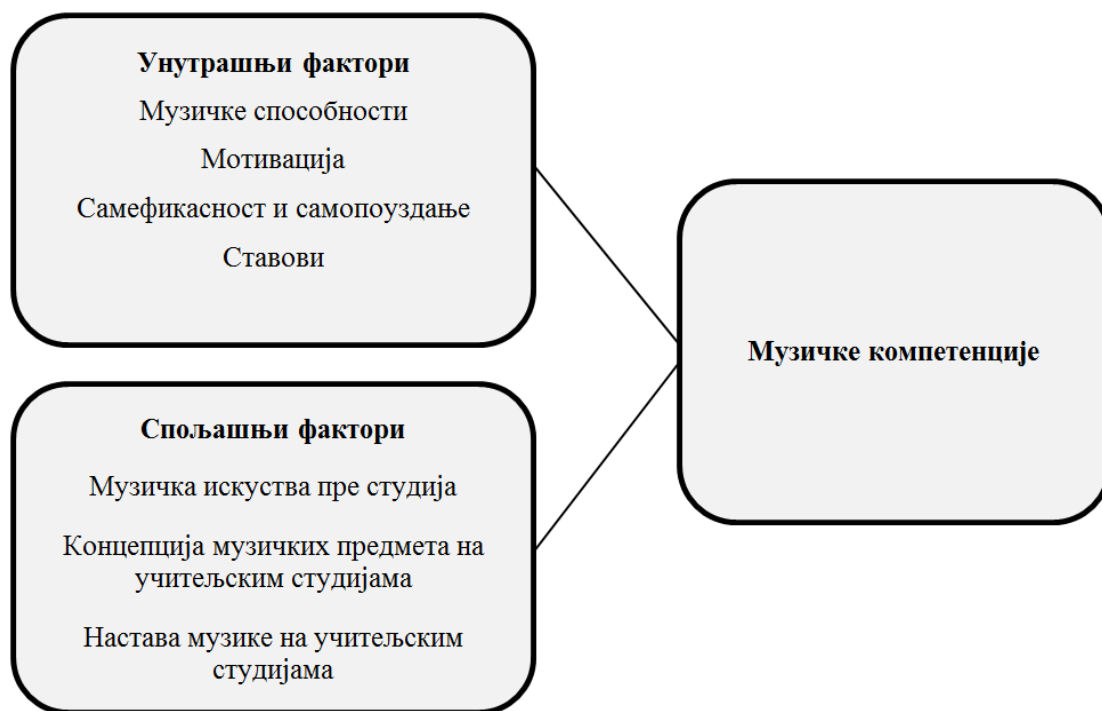 Унутрашњи фактори
Музичке способности
Мотивација
Самефикасност и самопоуздање
Ставови
Спољашњи фактори
Музичка искуства пре студија
Концепција музичких предмета на
учитељским студијама
Настава музике на учитељским
студијама
Музичке компетенције